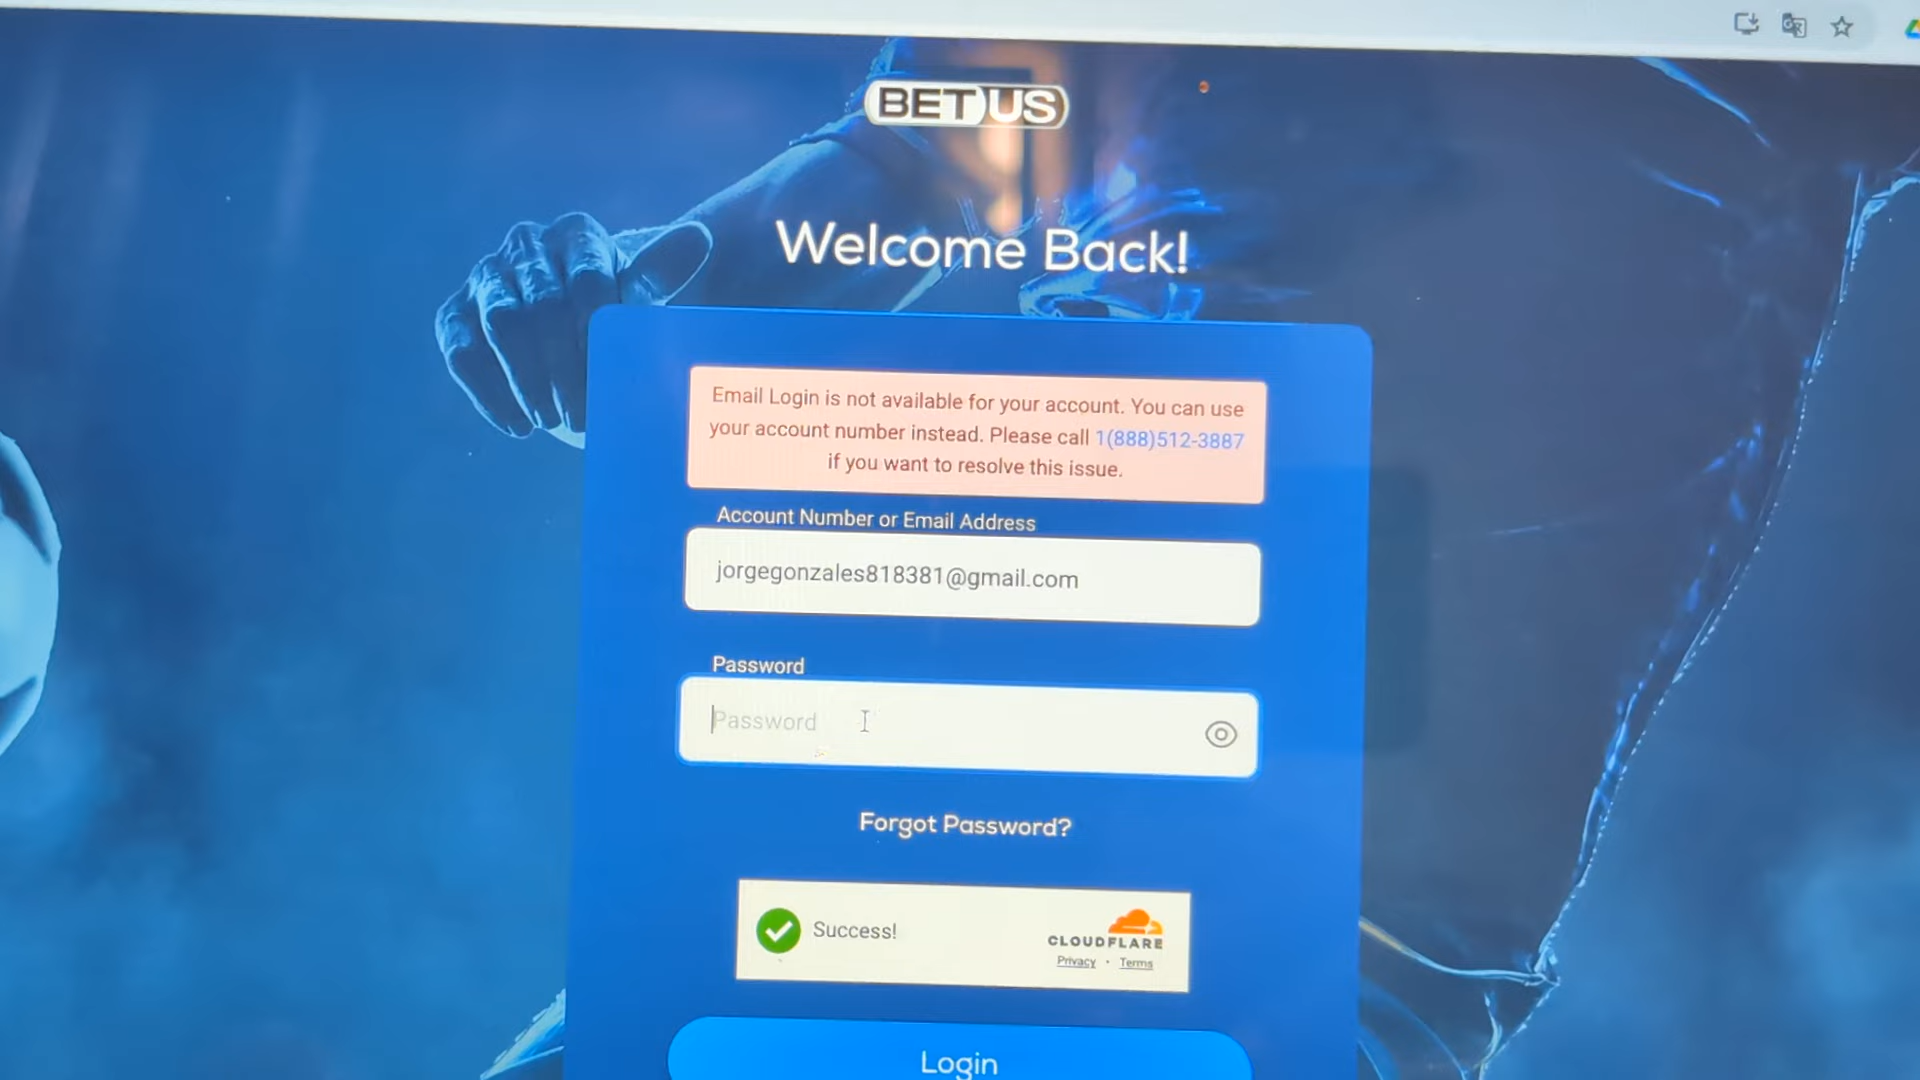 BETUS
Welcome Back!
Email Login is not available for your account. You can use
your account number instead. Please call 1(888)512-3887
if you want to resolve this issue.
Account Number or Email Address
jorgegonzales818381@gmail.com
Password
Password
Forgot Password?
Success!
CLOUDFLARE
Privacy • Terms
Login